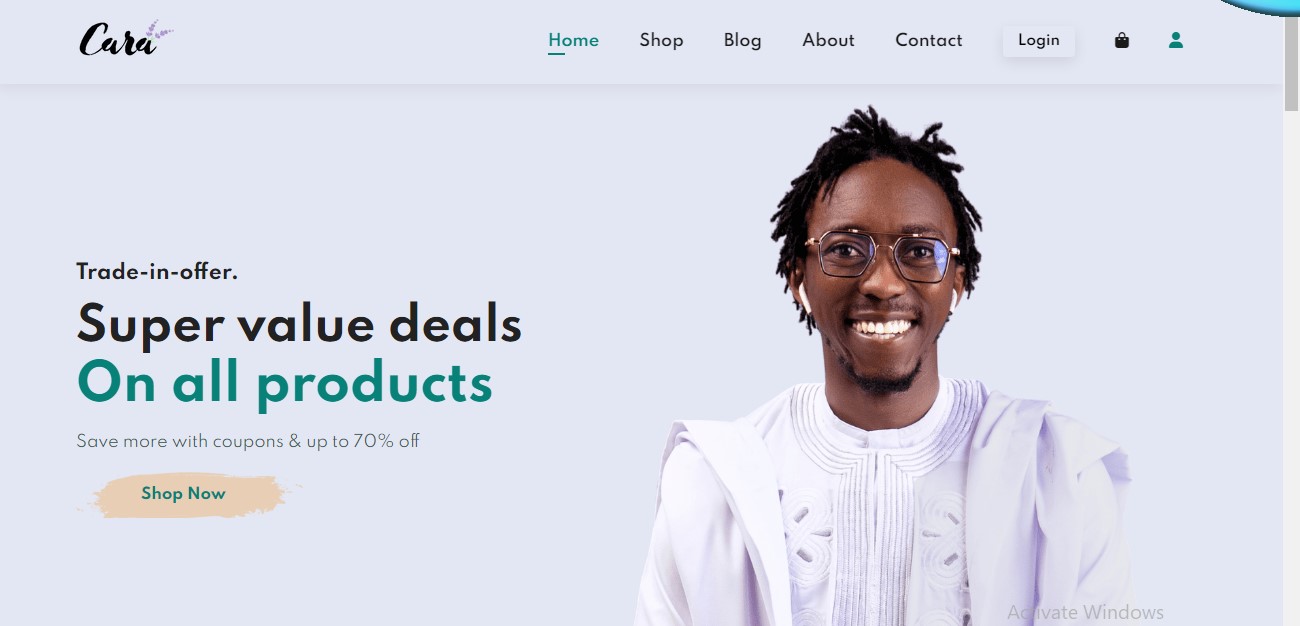 Cara
Home Shop Blog About Contact Login
Trade-in-offer.
Super value deals
On all products
Save more with coupons & up to 70% off
Shop Now
Activate Windows